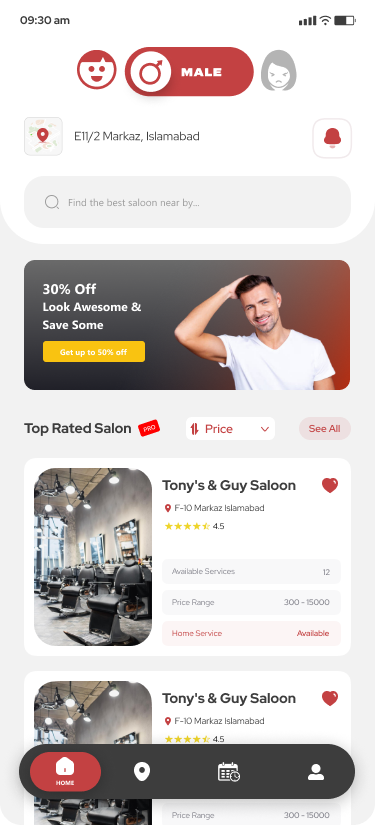 09:30 am
MALE
E11/2 Markaz, Islamabad
Find the best saloon near by...
30% Off
Look Awesome &
Save Some
Get up to 50% off
Top Rated Salon PRO Price See All
Tony's & Guy Saloon
F-10 Markaz Islamabad
4.5
Available Services 12
Price Range 300 - 15000
Home Service Available
Tony's & Guy Saloon
F-10 Markaz Islamabad
4.5
HOME
Price Range 300 - 15000